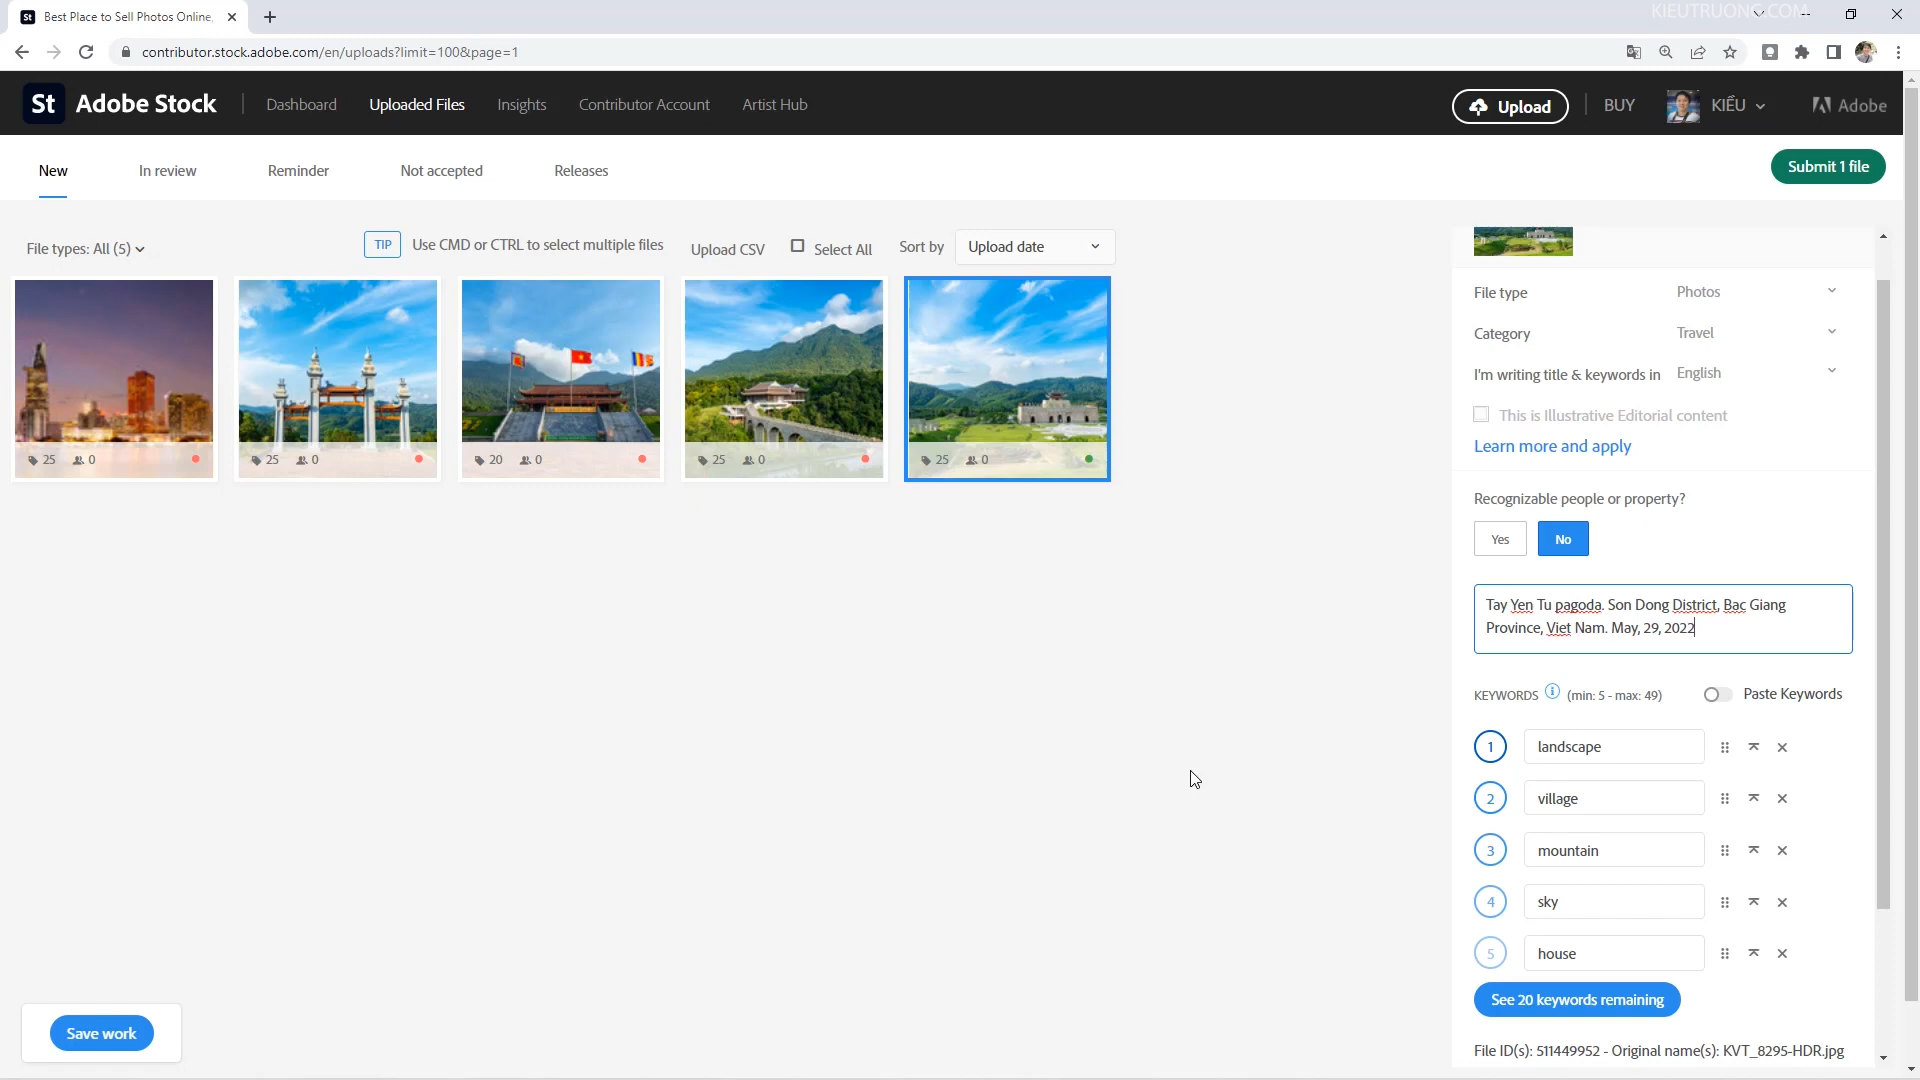 KIEUTRUONG.COM
St Best Place to Sell Photos Online,
contributor.stock.adobe.com/en/uploads?limit=100&page=1
St Adobe Stock Dashboard Uploaded Files Insights Contributor Account Artist Hub Upload BUY KIỀU Adobe
New In review Reminder Not accepted Releases Submit 1 file
File types: All (5) TIP Use CMD or CTRL to select multiple files Upload CSV Select All Sort by Upload date
25 0 25 0 20 0 25 0 25 0
File type Photos
Category Travel
I'm writing title & keywords in English
This is Illustrative Editorial content
Learn more and apply
Recognizable people or property?
Yes No
Tay Yen Tu pagoda. Son Dong District, Bac Giang
Province, Viet Nam. May, 29, 2022
KEYWORDS (min: 5 - max: 49) Paste Keywords
1 landscape
2 village
3 mountain
4 sky
5 house
See 20 keywords remaining
Save work
File ID(s): 511449952 - Original name(s): KVT_8295-HDR.jpg